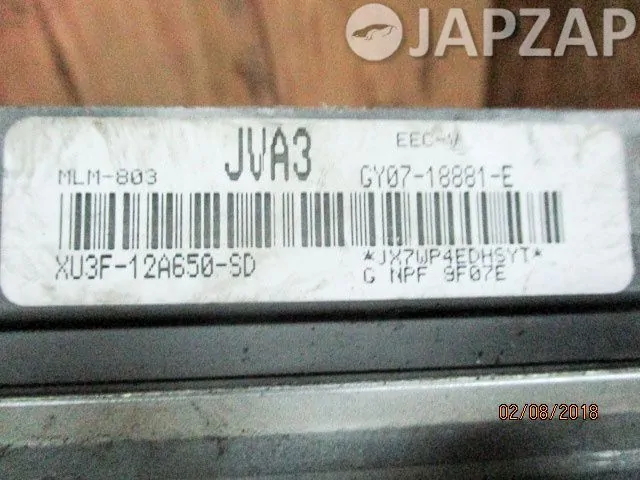 JAPZAP
JVA3
EEC-V
MLM-803
GY07-18881-E
XU3F-12A650-SD
*JX7WP4EDHSYT*
G NPF 9F07E
02/08/2018